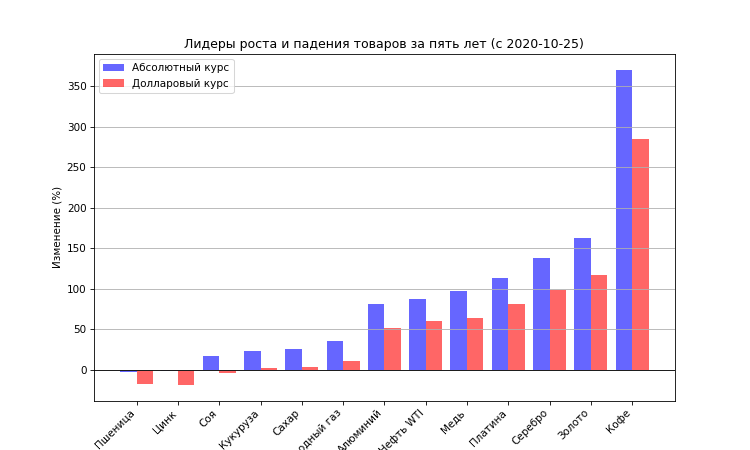 Лидеры роста и падения товаров за пять лет (с 2020-10-25)
Абсолютный курс
Долларовый курс
Изменение (%)
350
300
250
200
150
100
50
0
Пшеница
Цинк
Соя
Кукуруза
Сахар
одный газ
Алюминий
Нефть WTI
Медь
Платина
Серебро
Золото
Кофе